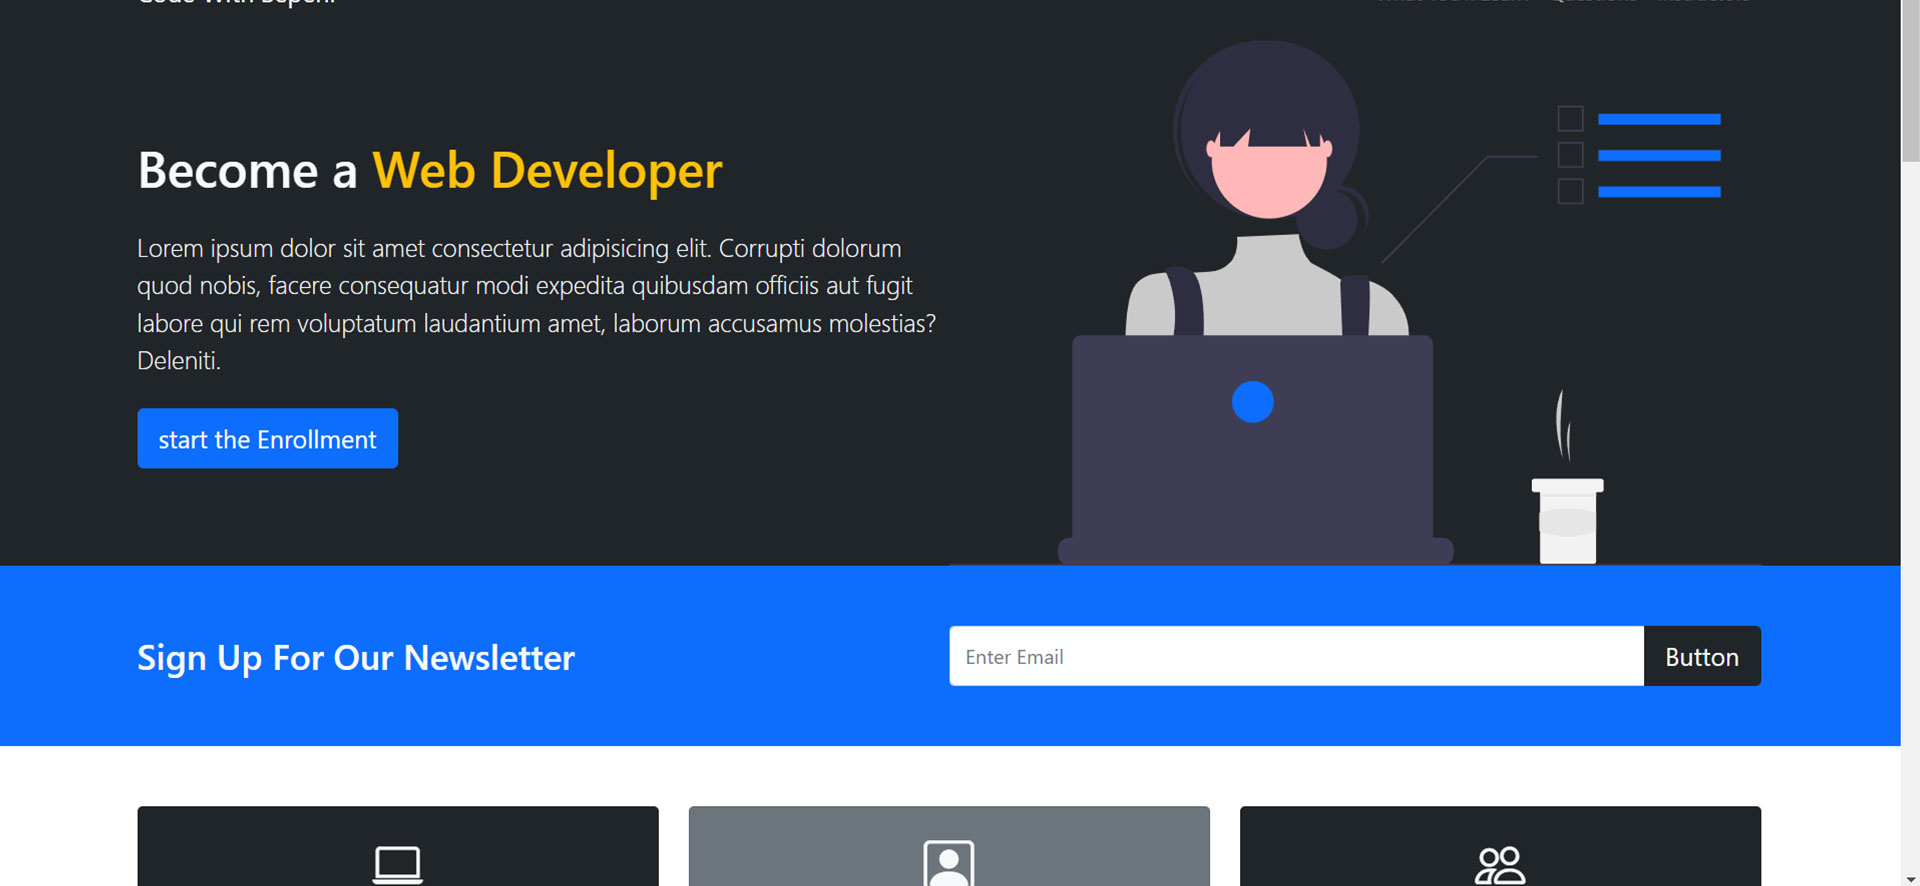 Become a Web Developer
Lorem ipsum dolor sit amet consectetur adipisicing elit. Corrupti dolorum
quod nobis, facere consequatur modi expedita quibusdam officiis aut fugit
labore qui rem voluptatum laudantium amet, laborum accusamus molestias?
Deleniti.
start the Enrollment
Sign Up For Our Newsletter
Enter Email
Button